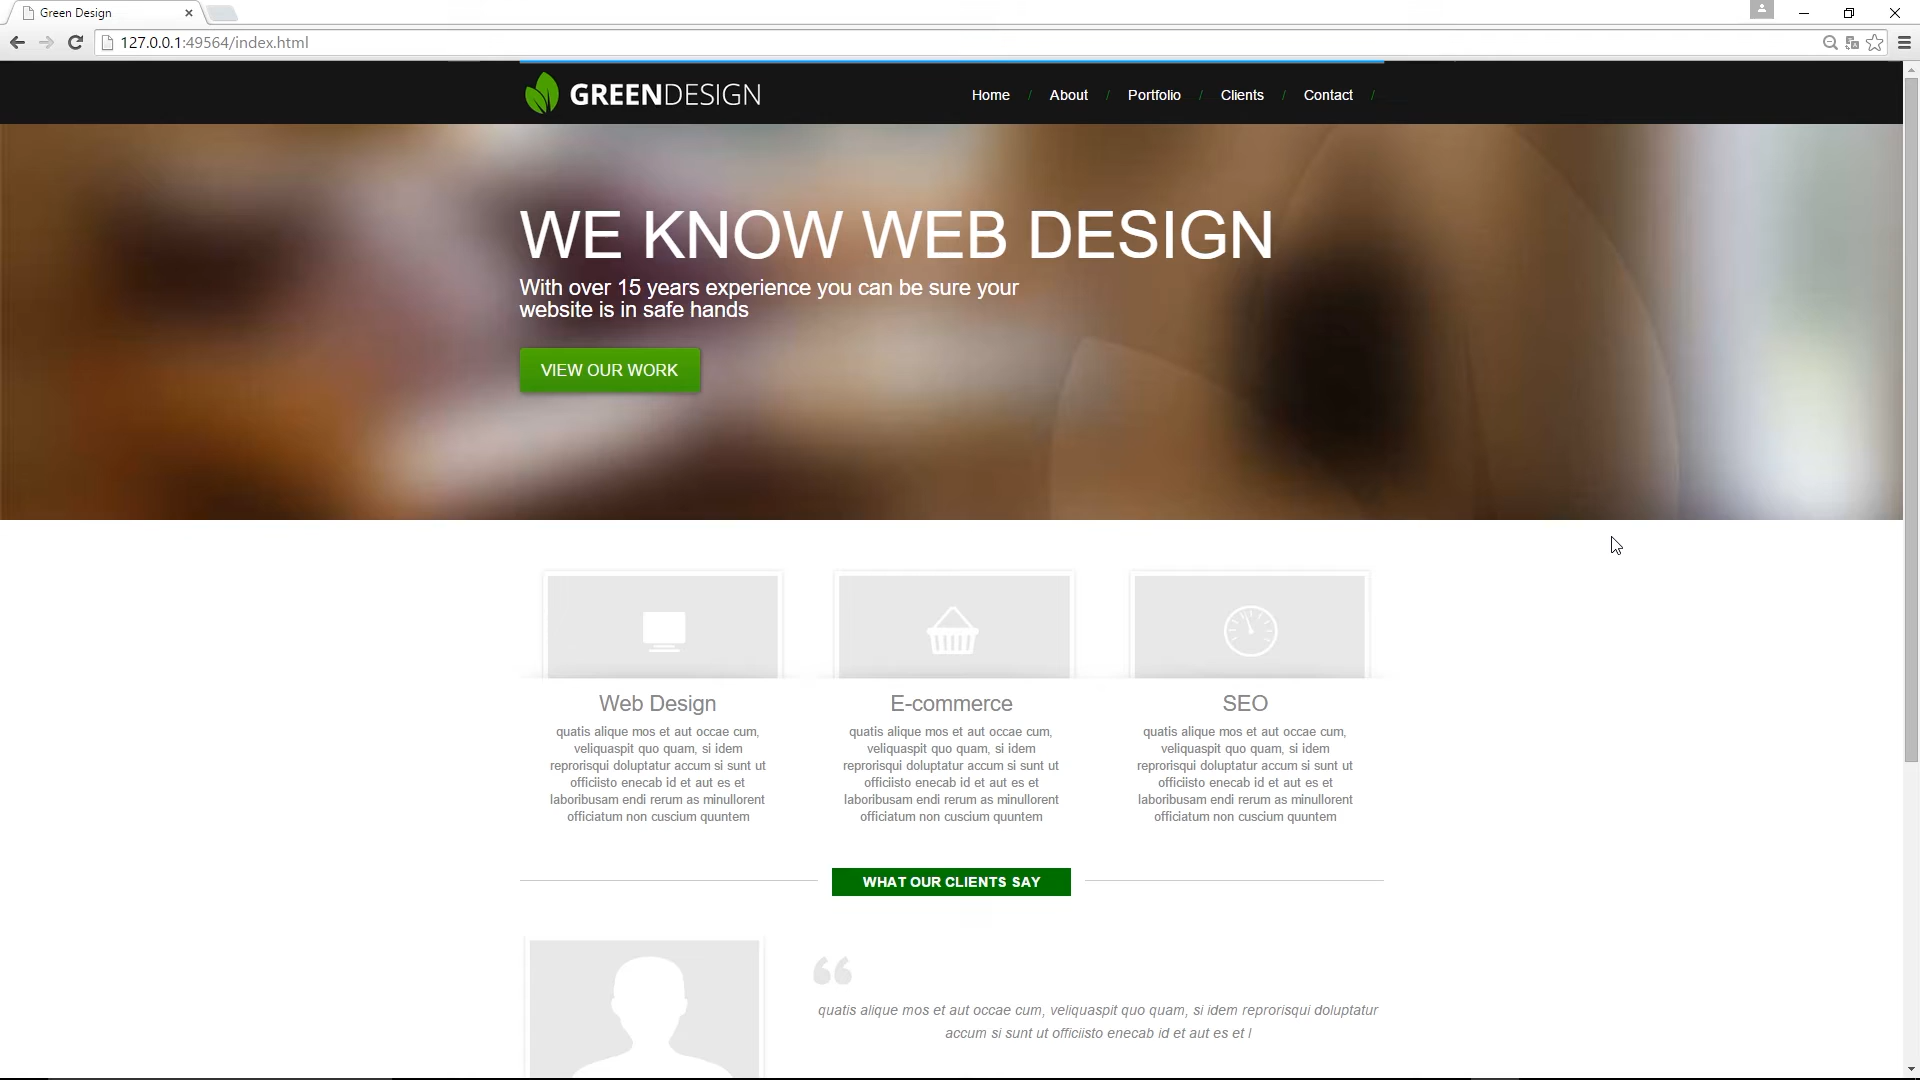 Green Design
127.0.0.1:49564/index.html
GREENDESIGN
Home / About / Portfolio / Clients / Contact /
WE KNOW WEB DESIGN
With over 15 years experience you can be sure your
website is in safe hands
VIEW OUR WORK
Web Design
quatis alique mos et aut occae cum,
veliquaspit quo quam, si idem
reprorisqui doluptatur accum si sunt ut
officiisto enecab id et aut es et
laboribusam endi rerum as minullorent
officiatum non cuscium quuntem
E-commerce
quatis alique mos et aut occae cum,
veliquaspit quo quam, si idem
reprorisqui doluptatur accum si sunt ut
officiisto enecab id et aut es et
laboribusam endi rerum as minullorent
officiatum non cuscium quuntem
SEO
quatis alique mos et aut occae cum,
veliquaspit quo quam, si idem
reprorisqui doluptatur accum si sunt ut
officiisto enecab id et aut es et
laboribusam endi rerum as minullorent
officiatum non cuscium quuntem
WHAT OUR CLIENTS SAY
“
quatis alique mos et aut occae cum, veliquaspit quo quam, si idem reprorisqui doluptatur
accum si sunt ut officiisto enecab id et aut es et l